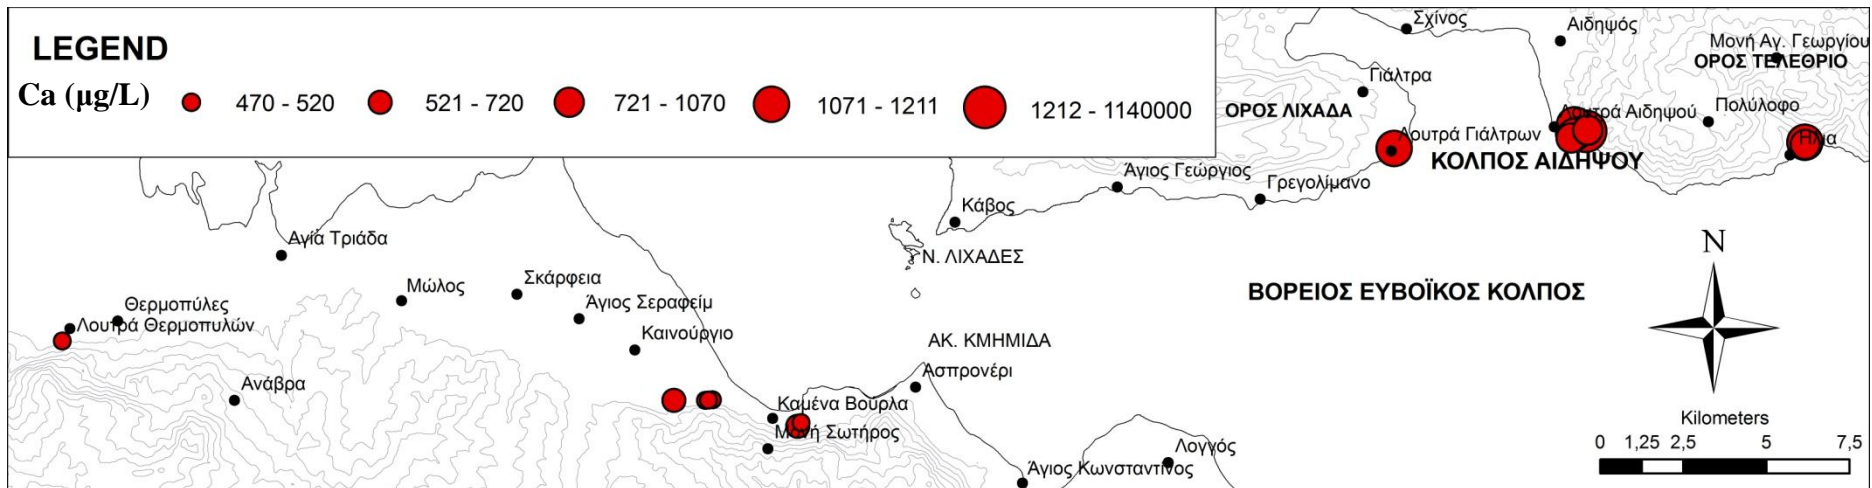 LEGEND
Ca (µg/L)
470 - 520
521 - 720
721 - 1070
1071 - 1211
1212 - 1140000
Σχίνος
Αιδηψός
Μονή Αγ. Γεωργίου
ΟΡΟΣ ΤΕΛΕΘΡΙΟ
Γιάλτρα
ΟΡΟΣ ΛΙΧΑΔΑ
Λουτρά Αιδηψού
Πολύλοφο
Λουτρά Γιάλτρων
Ηλια
ΚΟΛΠΟΣ ΑΙΔΗΨΟΥ
Άγιος Γεώργιος
Γρεγολίμανο
Κάβος
Αγία Τριάδα
Ν. ΛΙΧΑΔΕΣ
N
Μώλος
Σκάρφεια
ΒΟΡΕΙΟΣ ΕΥΒΟΪΚΟΣ ΚΟΛΠΟΣ
Θερμοπύλες
Άγιος Σεραφείμ
Λουτρά Θερμοπυλών
Καινούργιο
ΑΚ. ΚΜΗΜΙΔΑ
Ασπρονέρι
Ανάβρα
Καμένα Βούρλα
Μονή Σωτήρος
Λογγός
Άγιος Κωνσταντίνος
Kilometers
0 1,25 2,5 5 7,5